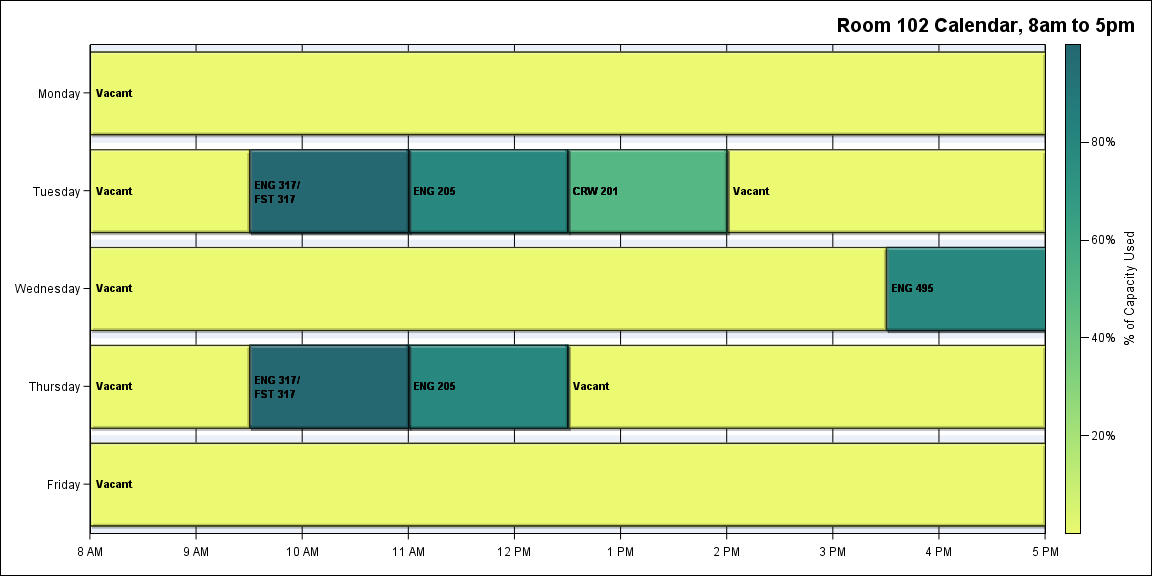 Room 102 Calendar, 8am to 5pm
Monday
Vacant
Tuesday
Vacant
ENG 317/
FST 317
ENG 205
CRW 201
Vacant
Wednesday
Vacant
ENG 495
Thursday
Vacant
ENG 317/
FST 317
ENG 205
Vacant
Friday
Vacant
8 AM
9 AM
10 AM
11 AM
12 PM
1 PM
2 PM
3 PM
4 PM
5 PM
80%
60%
40%
20%
% of Capacity Used